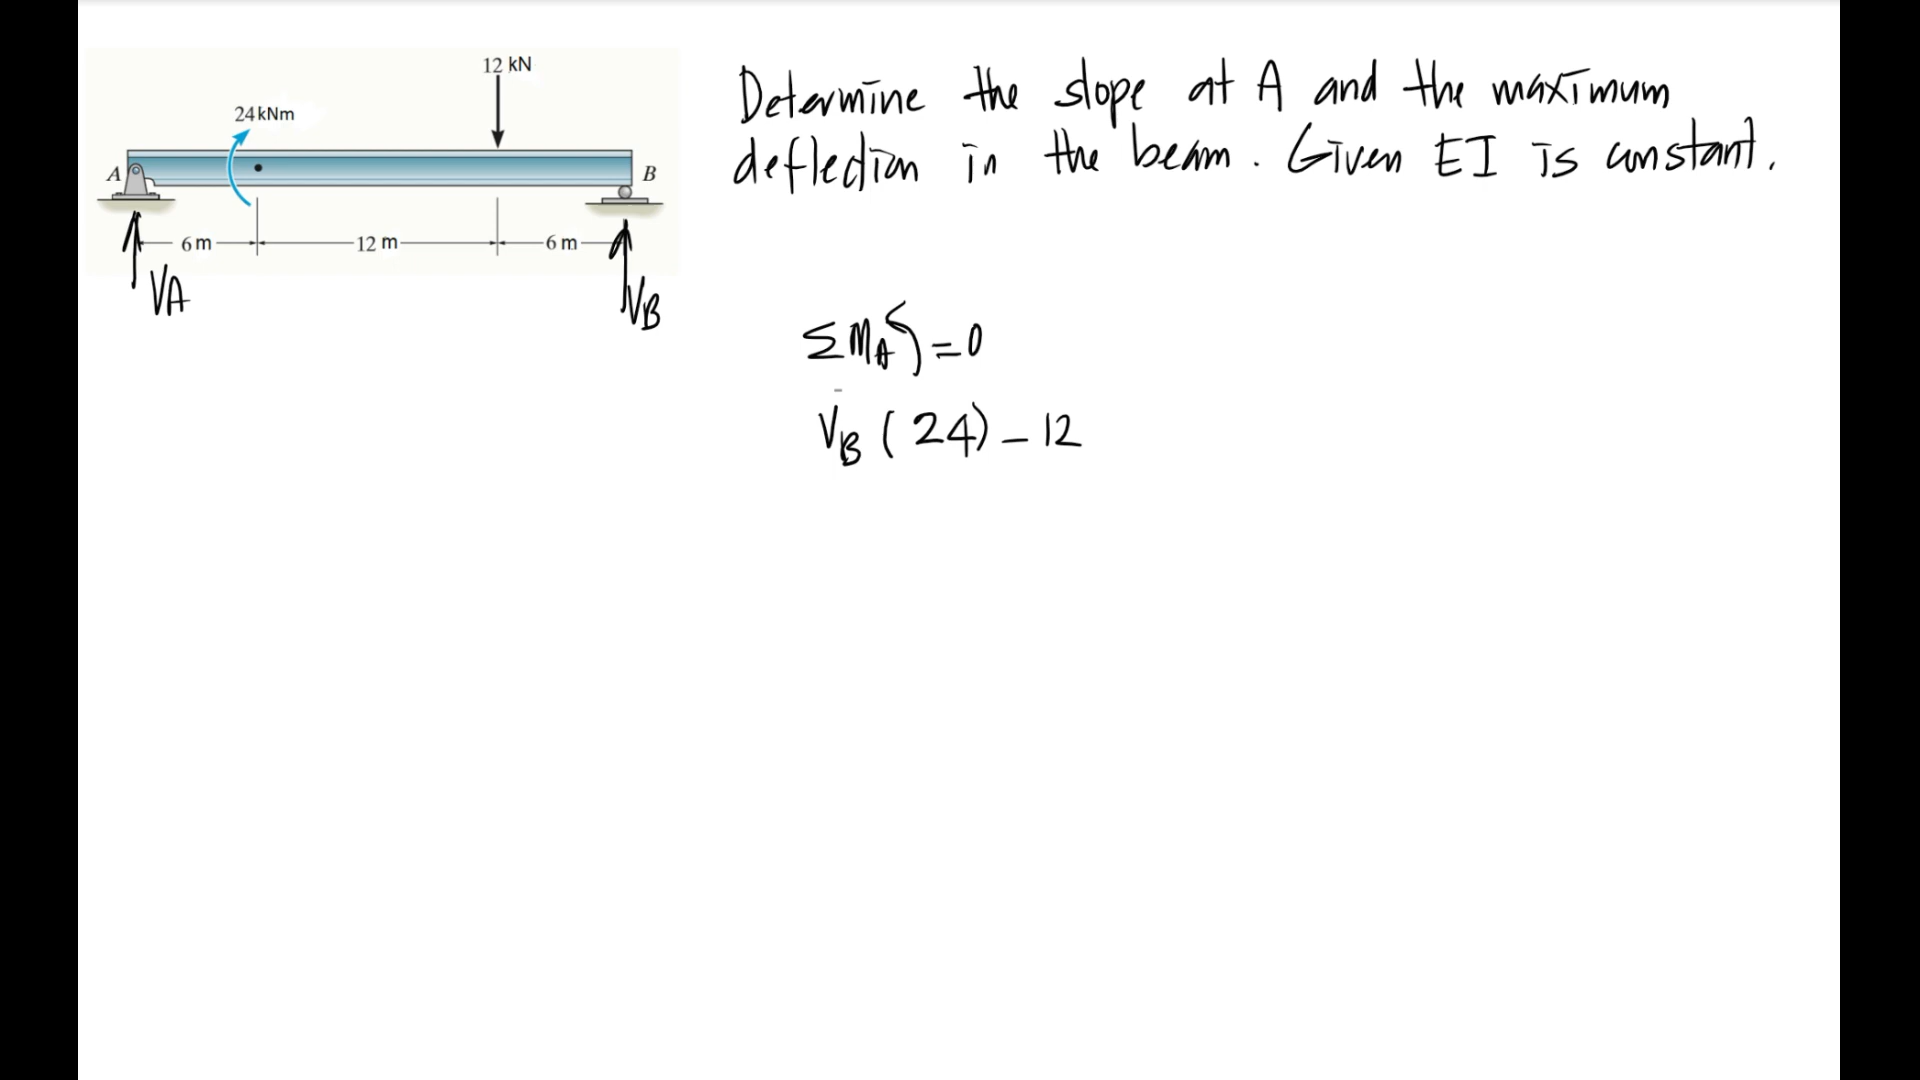 12 kN
24 kNm
A
B
6 m
12 m
6 m
VA
VB
Determine the slope at A and the maximum
deflection in the beam. Given EI is constant.
ΣMA = 0
VB (24) - 12